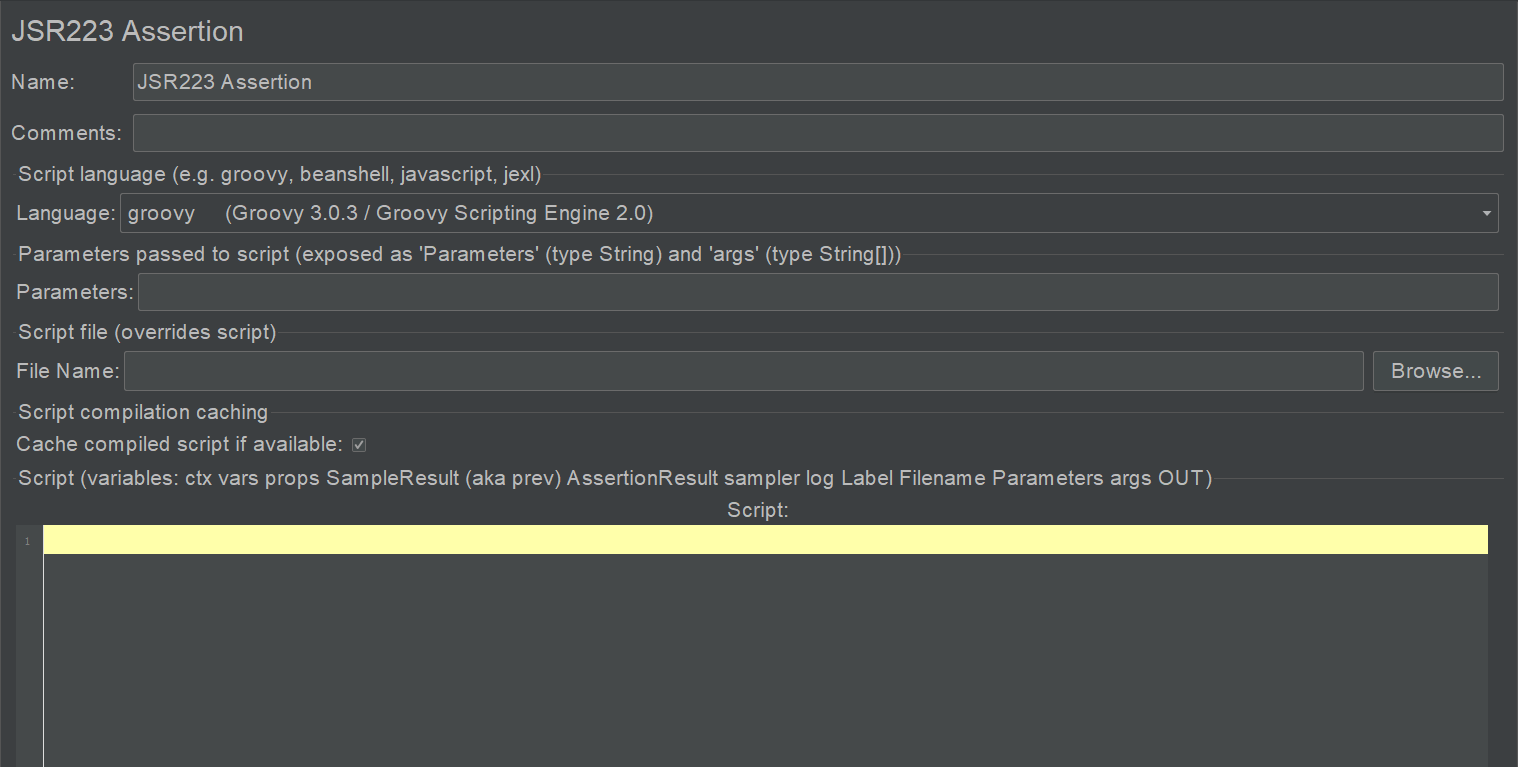 JSR223 Assertion
Name: JSR223 Assertion
Comments:
Script language (e.g. groovy, beanshell, javascript, jexl)
Language: groovy (Groovy 3.0.3 / Groovy Scripting Engine 2.0)
Parameters passed to script (exposed as 'Parameters' (type String) and 'args' (type String[]))
Parameters:
Script file (overrides script)
File Name: Browse...
Script compilation caching
Cache compiled script if available:
Script (variables: ctx vars props SampleResult (aka prev) AssertionResult sampler log Label Filename Parameters args OUT)
Script:
1